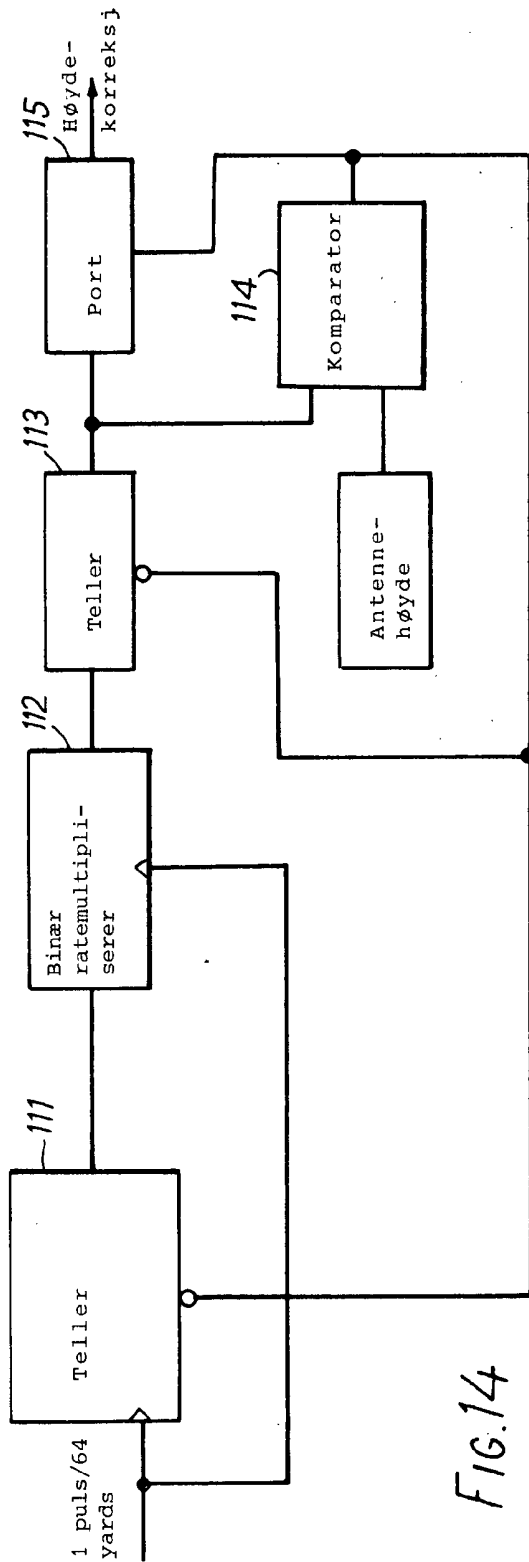 1 puls/64
yards
Teller
111
Binær
ratemultipli-
serer
112
Teller
113
Port
115
Høyde-
korreksj
Komparator
114
Antenne-
høyde
FIG.14